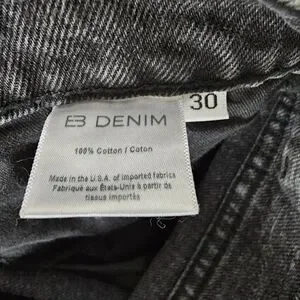 EB DENIM
30
100% Cotton / Coton
Made in the U.S.A. of imported fabrics
Fabriqué aux États-Unis à partir de
tissus importés